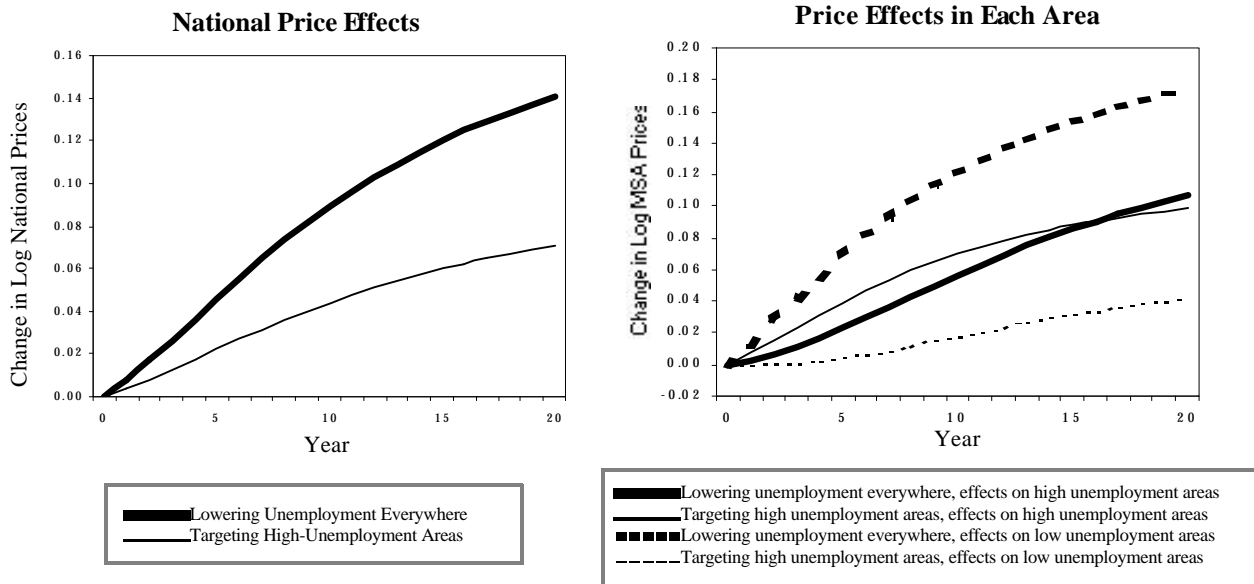 National Price Effects
Change in Log National Prices
0.16
0.14
0.12
0.10
0.08
0.06
0.04
0.02
0.00
0 5 10 15 20
Year
Lowering Unemployment Everywhere
Targeting High-Unemployment Areas
Price Effects in Each Area
Change in Log MSA Prices
0.20
0.18
0.16
0.14
0.12
0.10
0.08
0.06
0.04
0.02
0.00
-0.02
0 5 10 15 20
Year
Lowering unemployment everywhere, effects on high unemployment areas
Targeting high unemployment areas, effects on high unemployment areas
Lowering unemployment everywhere, effects on low unemployment areas
Targeting high unemployment areas, effects on low unemployment areas